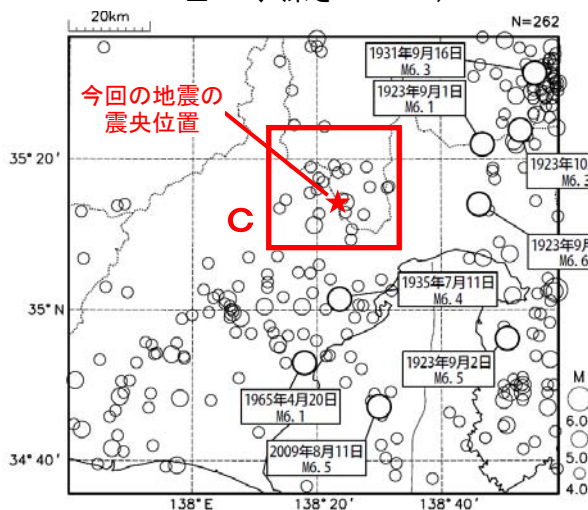 20km
N=262
1931年9月16日
M6.3
1923年9月1日
M6.1
今回の地震の
震央位置
35°20′
1923年10
M6.3
C
1923年9月
M6.6
1935年7月11日
M6.4
35°N
1923年9月2日
M6.5
M
1965年4月20日
M6.1
6.0
2009年8月11日
M6.5
5.0
34°40′
4.0
138°E
138°20′
138°40′